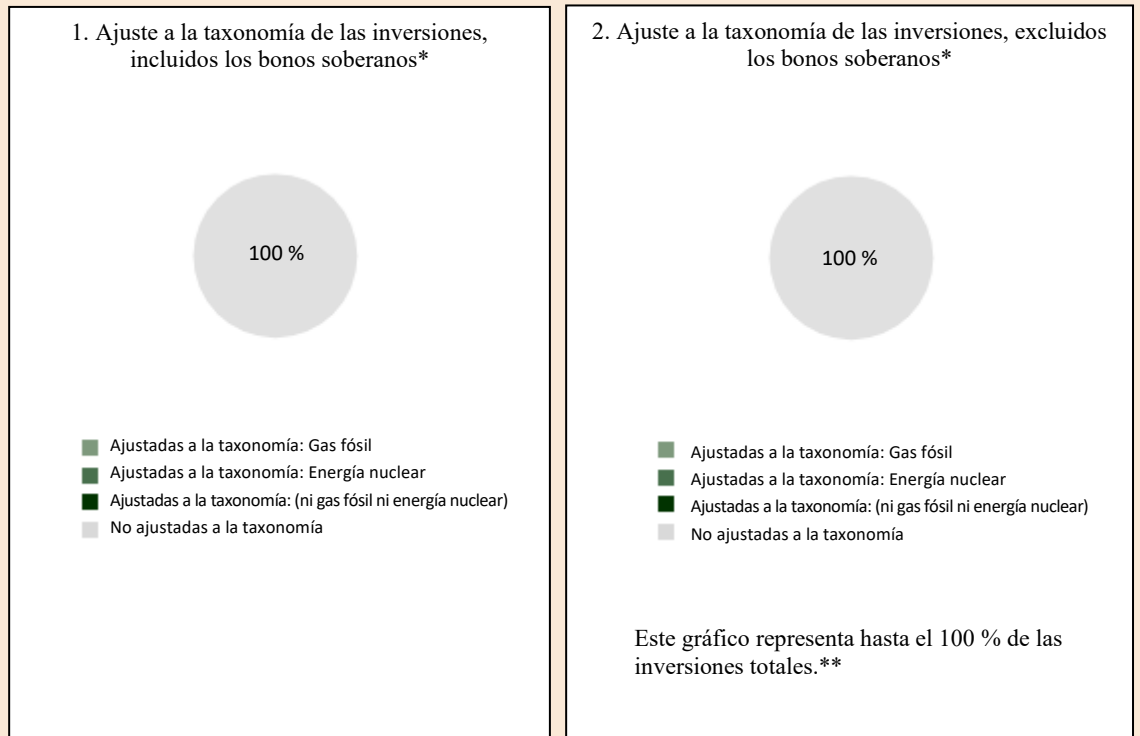 1. Ajuste a la taxonomía de las inversiones,
incluidos los bonos soberanos*
100 %
Ajustadas a la taxonomía: Gas fósil
Ajustadas a la taxonomía: Energía nuclear
Ajustadas a la taxonomía: (ni gas fósil ni energía nuclear)
No ajustadas a la taxonomía
2. Ajuste a la taxonomía de las inversiones, excluidos
los bonos soberanos*
100 %
Ajustadas a la taxonomía: Gas fósil
Ajustadas a la taxonomía: Energía nuclear
Ajustadas a la taxonomía: (ni gas fósil ni energía nuclear)
No ajustadas a la taxonomía
Este gráfico representa hasta el 100 % de las
inversiones totales.**